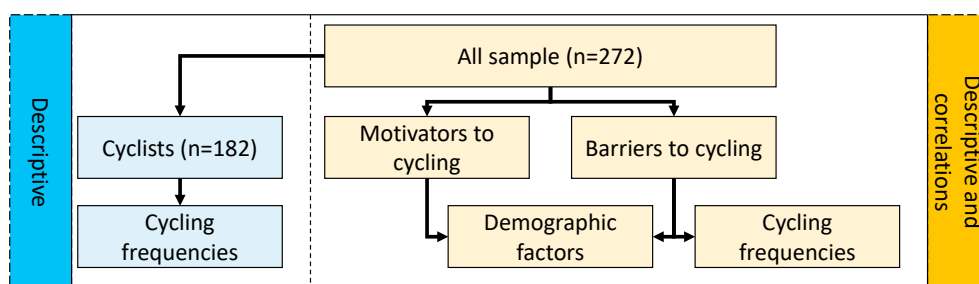 Descriptive
All sample (n=272)
Cyclists (n=182)
Motivators to
cycling
Barriers to cycling
Cycling
frequencies
Demographic
factors
Cycling
frequencies
Descriptive and
correlations